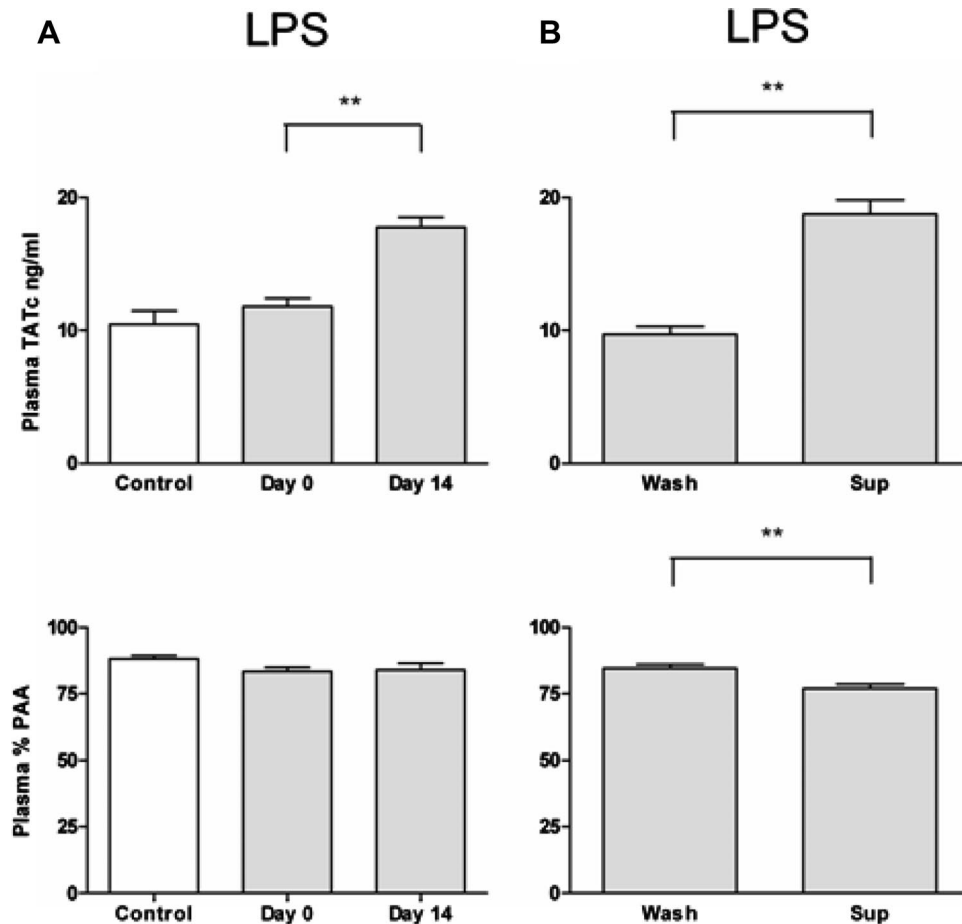 A
LPS
**
Plasma TATc ng/ml
20
10
0
Control Day 0 Day 14
B
LPS
**
20
10
0
Wash Sup
Plasma % PAA
100
75
50
25
0
Control Day 0 Day 14
**
100
75
50
25
0
Wash Sup